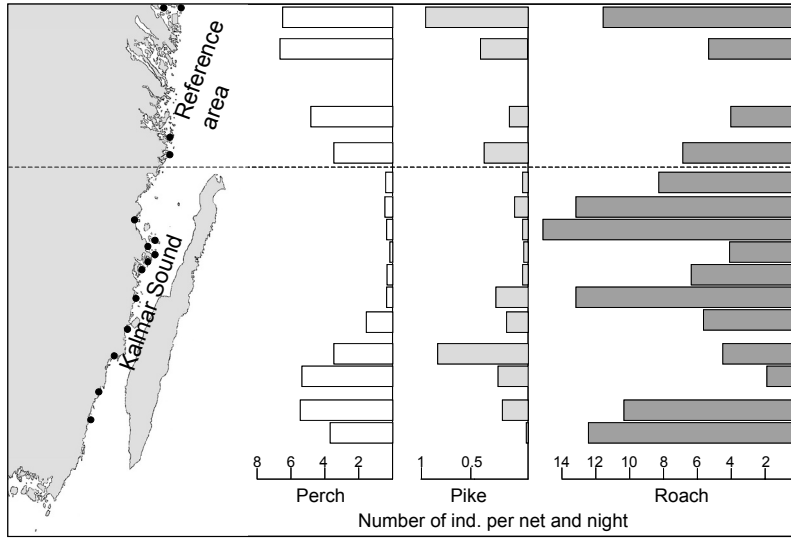 Reference
area
Kalmar Sound
8 6 4 2
1 0.5
14 12 10 8 6 4 2
Perch
Pike
Roach
Number of ind. per net and night